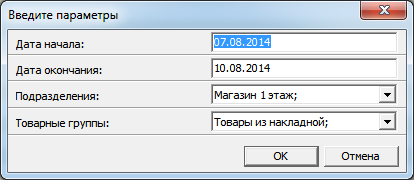 Введите параметры
Дата начала: 07.08.2014
Дата окончания: 10.08.2014
Подразделения: Магазин 1 этаж;
Товарные группы: Товары из накладной;
OK Отмена